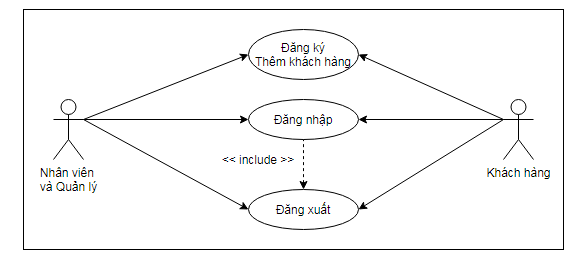 Đăng ký
Thêm khách hàng
Đăng nhập
<< include >>
Nhân viên
và Quản lý
Khách hàng
Đăng xuất